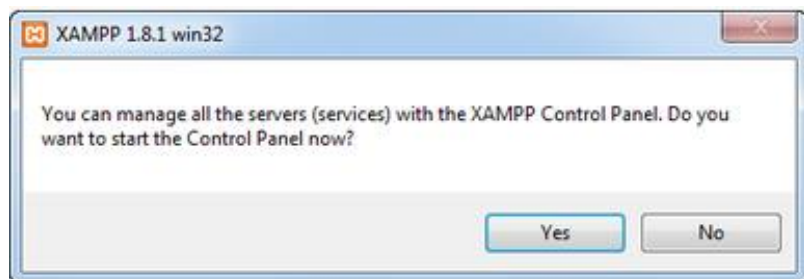 XAMPP 1.8.1 win32
You can manage all the servers (services) with the XAMPP Control Panel. Do you
want to start the Control Panel now?
Yes
No